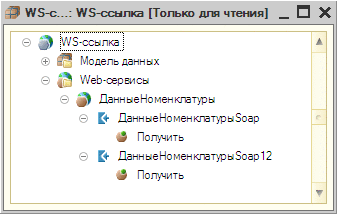 WS-с...: WS-ссылка [Только для чтения]
WS-ссылка
Модель данных
Web-сервисы
ДанныеНоменклатуры
ДанныеНоменклатурыSoap
Получить
ДанныеНоменклатурыSoap12
Получить